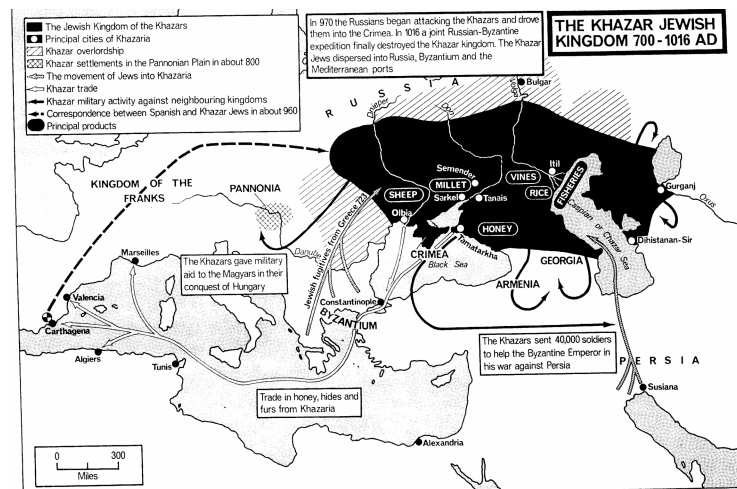 The Jewish Kingdom of the Khazars
Principal cities of Khazaria
Khazar overlordship
Khazar settlements in the Pannonian Plain in about 800
The movement of Jews into Khazaria
Khazar trade
Khazar military activity against neighbouring kingdoms
Correspondence between Spanish and Khazar Jews in about 960
Principal products
In 970 the Russians began attacking the Khazars and drove
them into the Crimea. In 1016 a joint Russian-Byzantine
expedition finally destroyed the Khazar kingdom. The Khazar
Jews dispersed into Russia, Byzantium and the
Mediterranean ports
THE KHAZAR JEWISH
KINGDOM 700-1016 AD
RUSSIA
Bulgar
Dnieper
Don
Volga
KINGDOM OF THE
FRANKS
PANNONIA
SHEEP
MILLET
VINES
RICE
FISHERIES
HONEY
Semender
Sarkel
Tanais
Itil
Olbia
Tamatarkha
Gurganj
Oxus
Dihistanan-Sir
Caspian or Chazar Sea
Danube
Jewish fugitives from Greece 723
CRIMEA
Black Sea
GEORGIA
ARMENIA
The Khazars gave military
aid to the Magyars in their
conquest of Hungary
Marseilles
Valencia
Carthagena
Algiers
Tunis
Constantinople
BYZANTIUM
The Khazars sent 40,000 soldiers
to help the Byzantine Emperor in
his war against Persia
PERSIA
Susiana
Trade in honey, hides and
furs from Khazaria
Alexandria
0 300
Miles